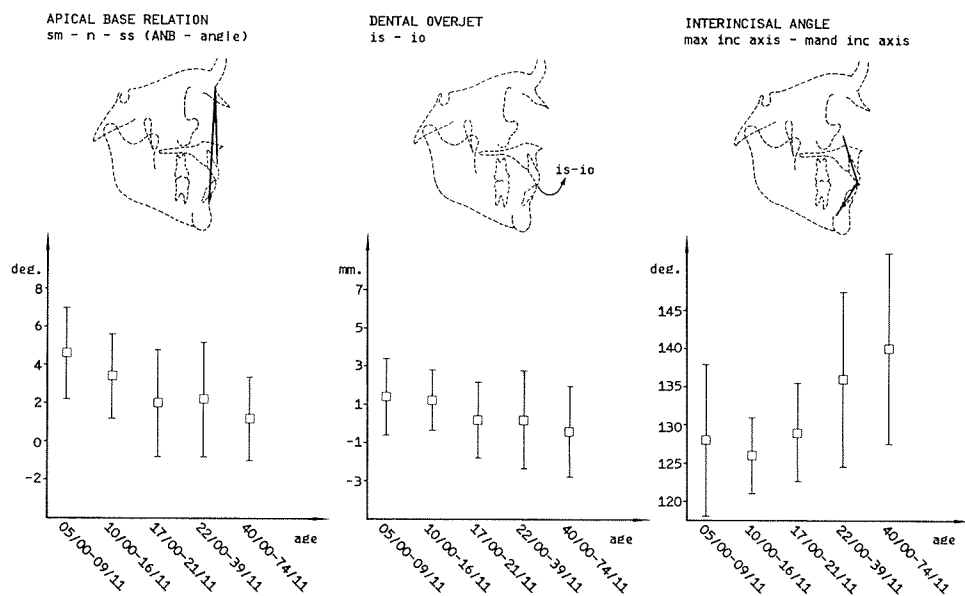 APICAL BASE RELATION
sm - n - ss (ANB - angle)
deg.
8
6
4
2
0
-2
05/00-09/11
10/00-16/11
17/00-21/11
22/00-39/11
40/00-74/11
age
DENTAL OVERJET
is - io
is-io
mm.
7
5
3
1
-1
-3
05/00-09/11
10/00-16/11
17/00-21/11
22/00-39/11
40/00-74/11
age
INTERINCISAL ANGLE
max inc axis - mand inc axis
deg.
145
140
135
130
125
120
05/00-09/11
10/00-16/11
17/00-21/11
22/00-39/11
40/00-74/11
age